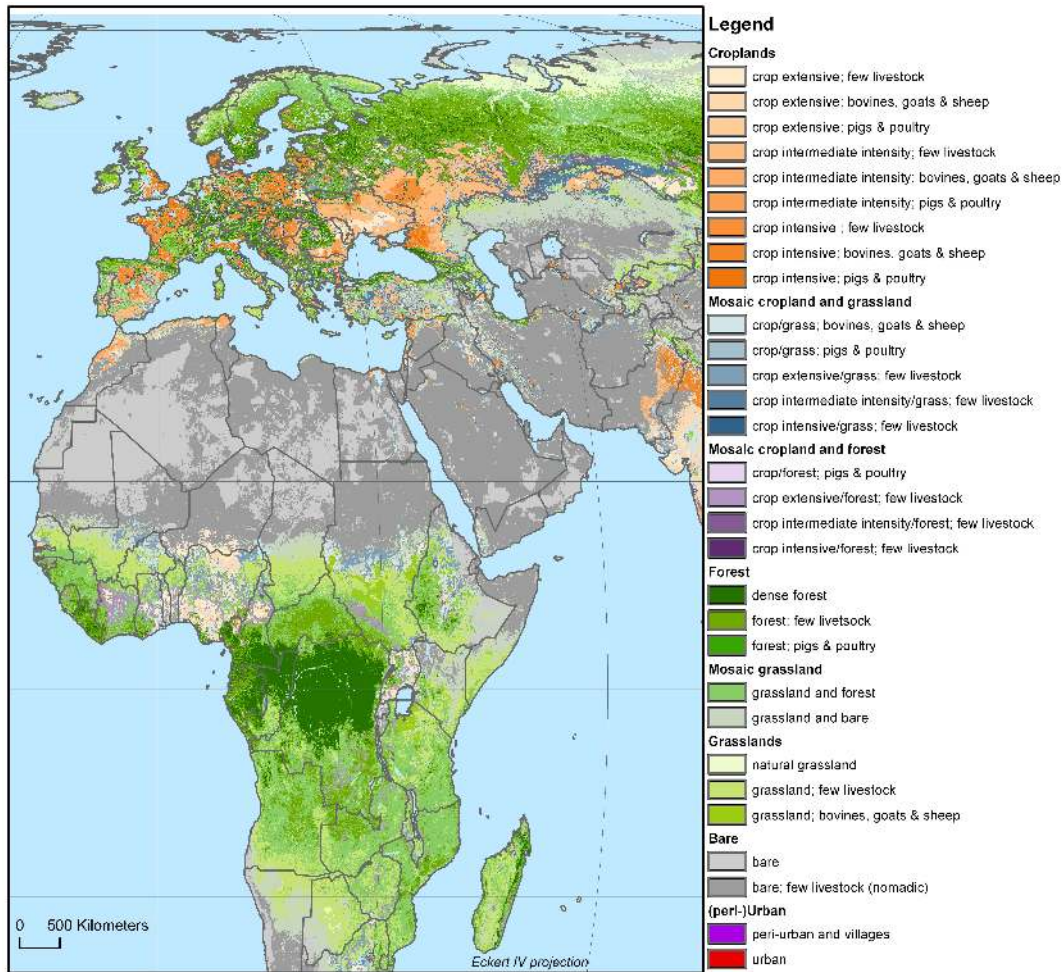 Legend
Croplands
crop extensive; few livestock
crop extensive; bovines, goats & sheep
crop extensive; pigs & poultry
crop intermediate intensity; few livestock
crop intermediate intensity; bovines, goats & sheep
crop intermediate intensity; pigs & poultry
crop intensive ; few livestock
crop intensive; bovines, goats & sheep
crop intensive; pigs & poultry
Mosaic cropland and grassland
crop/grass; bovines, goats & sheep
crop/grass; pigs & poultry
crop extensive/grass; few livestock
crop intermediate intensity/grass; few livestock
crop intensive/grass; few livestock
Mosaic cropland and forest
crop/forest; pigs & poultry
crop extensive/forest; few livestock
crop intermediate intensity/forest; few livestock
crop intensive/forest; few livestock
Forest
dense forest
forest; few livetsock
forest; pigs & poultry
Mosaic grassland
grassland and forest
grassland and bare
Grasslands
natural grassland
grassland; few livestock
grassland; bovines, goats & sheep
Bare
bare
bare; few livestock (nomadic)
(peri-)Urban
peri-urban and villages
urban
0 500 Kilometers
Eckert IV projection